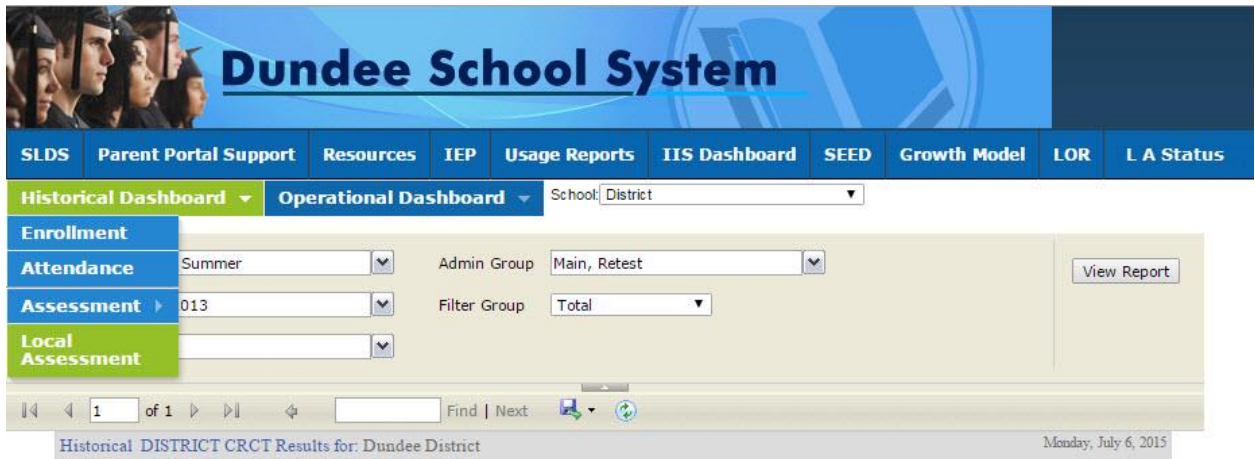 Dundee School System
SLDS Parent Portal Support Resources IEP Usage Reports IIS Dashboard SEED Growth Model LOR L A Status
Historical Dashboard Operational Dashboard School: District
Enrollment
Attendance Summer Admin Group Main, Retest View Report
Assessment 013 Filter Group Total
Local
Assessment
1 of 1 Find | Next
Historical DISTRICT CRCT Results for: Dundee District Monday, July 6, 2015